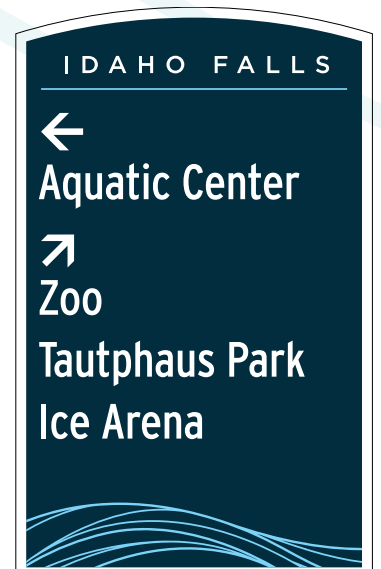 IDAHO FALLS
←
Aquatic Center
↗
Zoo
Tautphaus Park
Ice Arena